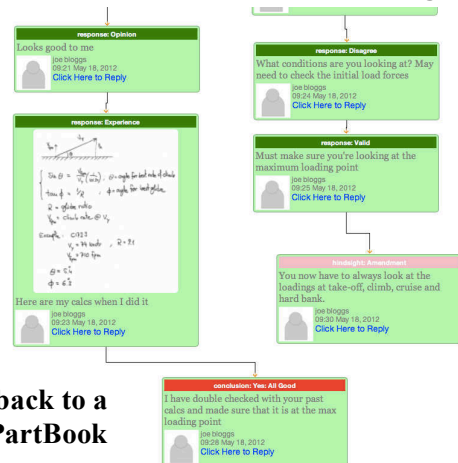 response: Opinion
Looks good to me
joe bloggs
09:21 May 18, 2012
Click Here to Reply
response: Experience
Example: C172
R = glide ratio
Here are my calcs when I did it
joe bloggs
09:23 May 18, 2012
Click Here to Reply
response: Disagree
What conditions are you looking at? May
need to check the initial load forces
joe bloggs
09:24 May 18, 2012
Click Here to Reply
response: Valid
Must make sure you're looking at the
maximum loading point
joe bloggs
09:25 May 18, 2012
Click Here to Reply
hindsight: Amendment
You now have to always look at the
loadings at take-off, climb, cruise and
hard bank.
joe bloggs
09:30 May 18, 2012
Click Here to Reply
conclusion: Yes: All Good
I have double checked with your past
calcs and made sure that it is at the max
loading point
joe bloggs
09:28 May 18, 2012
Click Here to Reply
back to a
PartBook